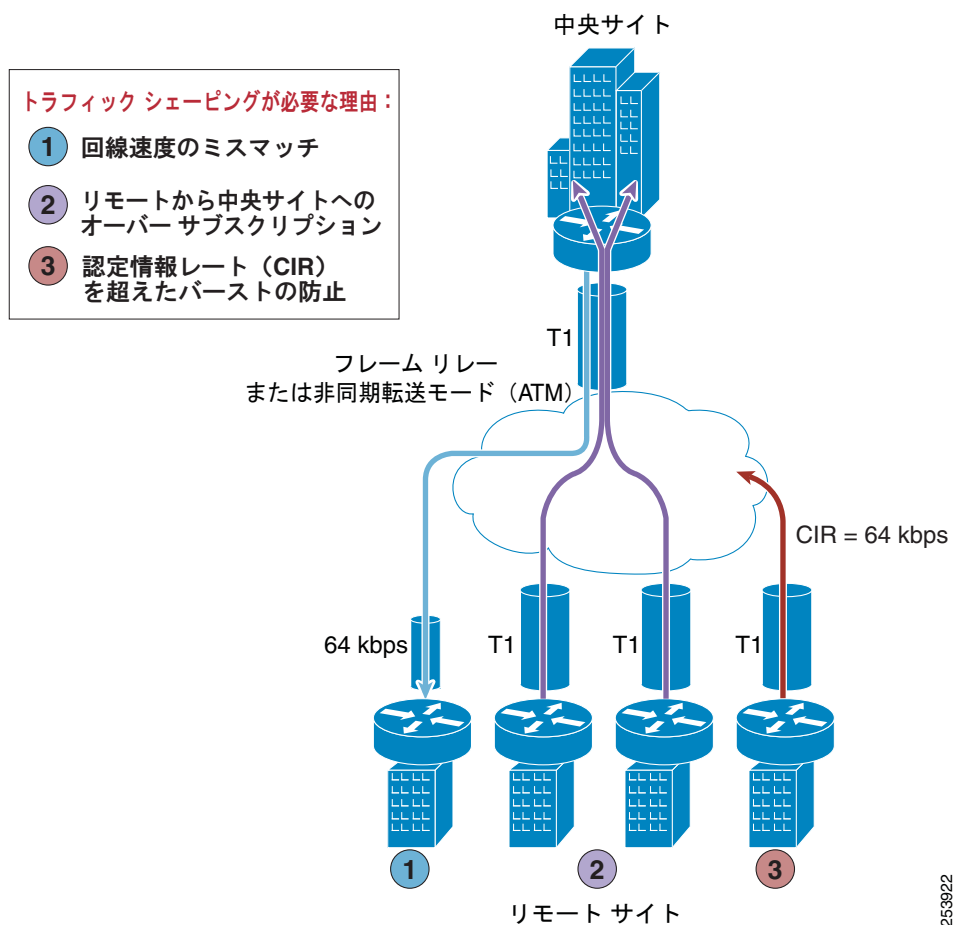 中央サイト
トラフィック シェーピングが必要な理由:
1 回線速度のミスマッチ
2 リモートから中央サイトへの
オーバー サブスクリプション
3 認定情報レート(CIR)
を超えたバーストの防止
T1
フレーム リレー
または非同期転送モード(ATM)
CIR = 64 kbps
64 kbps
T1
T1
T1
1
2
3
リモート サイト
253922